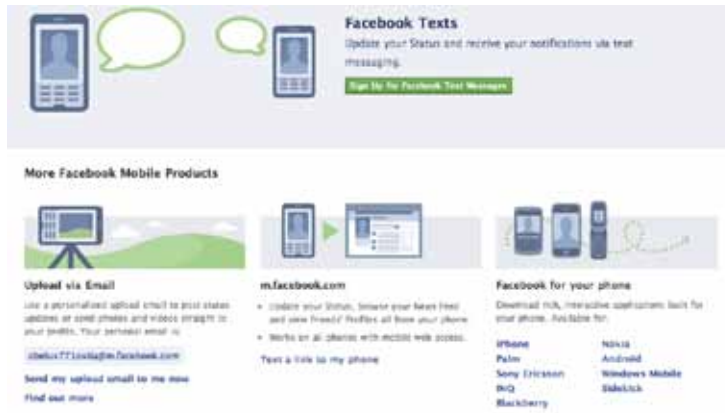 Facebook Texts
Update your Status and receive your notifications via text
messaging.
Sign Up for Facebook Text Messages
More Facebook Mobile Products
Upload via Email
Use a personalized upload email to post status
updates or send photos and videos straight to
your profile. Your personal email is:
@m.facebook.com
Send my upload email to me now
Find out more
m.facebook.com
• Update your Status, browse your News Feed
and view friends' Profiles all from your phone
• Works on all phones with mobile web access.
Text a link to my phone
Facebook for your phone
Download rich, interactive applications built for
your phone. Available for:
iPhone
Palm
Sony Ericsson
INQ
Blackberry
Nokia
Android
Windows Mobile
Sidekick